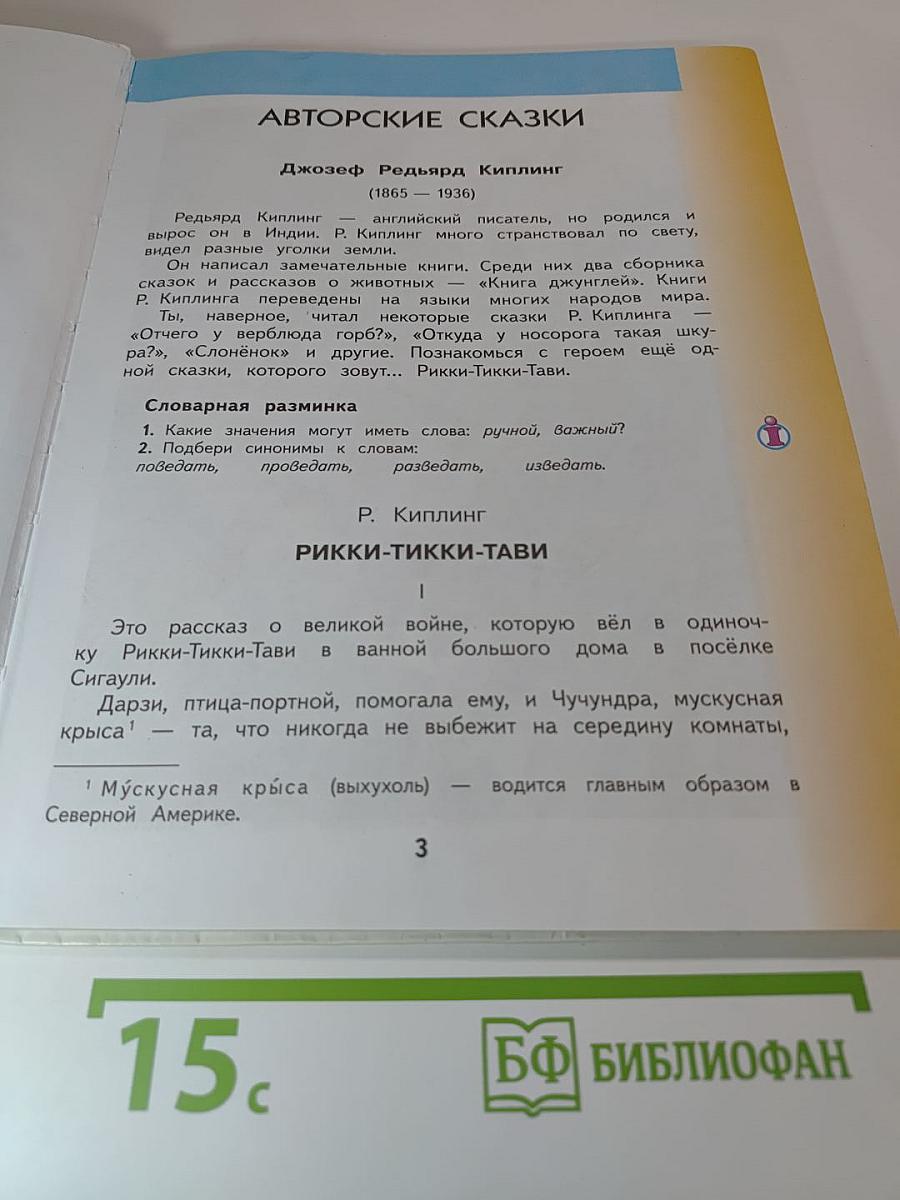 АВТОРСКИЕ СКАЗКИ
Джозеф Редьярд Киплинг
(1865 — 1936)
Редьярд Киплинг — английский писатель, но родился и
вырос он в Индии. Р. Киплинг много странствовал по свету,
видел разные уголки земли.
Он написал замечательные книги. Среди них два сборника
сказок и рассказов о животных — «Книга джунглей». Книги
Р. Киплинга переведены на языки многих народов мира.
Ты, наверное, читал некоторые сказки Р. Киплинга —
«Отчего у верблюда горб?», «Откуда у носорога такая шку-
ра?», «Слонёнок» и другие. Познакомься с героем ещё од-
ной сказки, которого зовут... Рикки-Тикки-Тави.
Словарная разминка
1. Какие значения могут иметь слова: ручной, важный?
2. Подбери синонимы к словам:
поведать, проведать, разведать, изведать.
i
Р. Киплинг
РИККИ-ТИККИ-ТАВИ
I
Это рассказ о великой войне, которую вёл в одиноч-
ку Рикки-Тикки-Тави в ванной большого дома в посёлке
Сигаули.
Дарзи, птица-портной, помогала ему, и Чучундра, мускусная
крыса¹ — та, что никогда не выбежит на середину комнаты,
¹ Му́скусная кры́са (выхухоль) — водится главным образом в
Северной Америке.
3
15 с
БФ БИБЛИОФАН